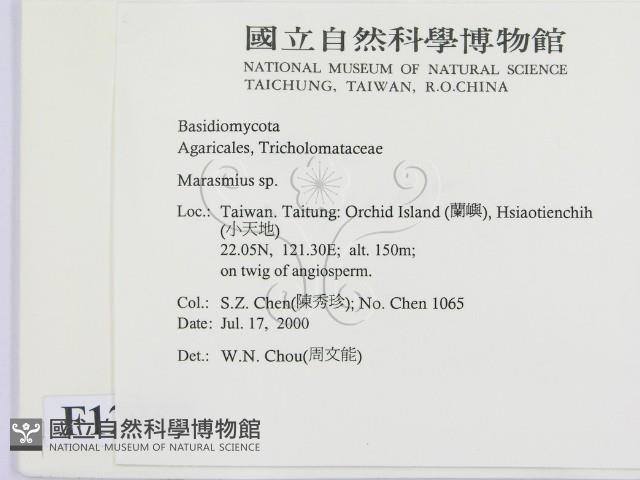 國立自然科學博物館
NATIONAL MUSEUM OF NATURAL SCIENCE
TAICHUNG, TAIWAN, R.O.CHINA
Basidiomycota
Agaricales, Tricholomataceae
Marasmius sp.
Loc.: Taiwan. Taitung: Orchid Island (蘭嶼), Hsiaotienchih
(小天地)
22.05N, 121.30E; alt. 150m;
on twig of angiosperm.
Col.: S.Z. Chen(陳秀珍); No. Chen 1065
Date: Jul. 17, 2000
Det.: W.N. Chou(周文能)
國立自然科學博物館
NATIONAL MUSEUM OF NATURAL SCIENCE